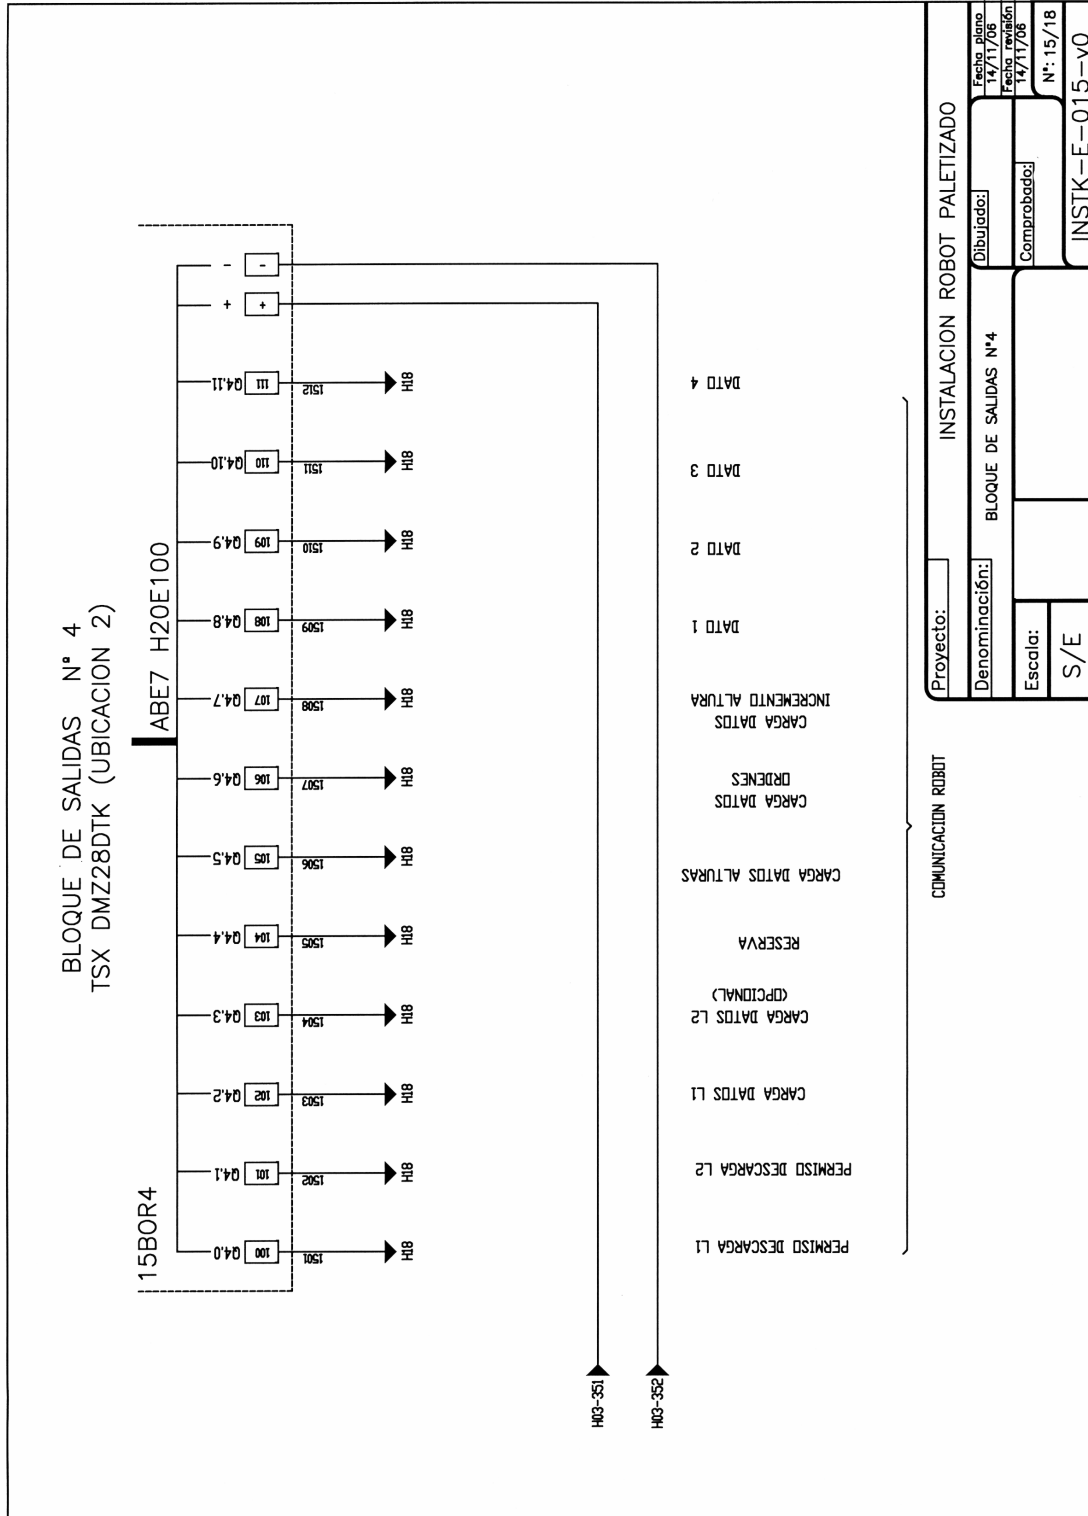 BLOQUE DE SALIDAS Nº 4
TSX DMZ28DTK (UBICACION 2)
15BOR4
ABE7 H20E100
Q4.0
Q4.1
Q4.2
Q4.3
Q4.4
Q4.5
Q4.6
Q4.7
Q4.8
Q4.9
Q4.10
Q4.11
+
-
100
101
102
103
104
105
106
107
108
109
110
111
+
-
1501
1502
1503
1504
1505
1506
1507
1508
1509
1510
1511
1512
H18
H18
H18
H18
H18
H18
H18
H18
H18
H18
H18
H18
H03-351
H03-352
PERMISO DESCARGA L1
PERMISO DESCARGA L2
CARGA DATOS L1
CARGA DATOS L2
(OPCIONAL)
RESERVA
CARGA DATOS ALTURAS
CARGA DATOS
ORDENES
CARGA DATOS
INCREMENTO ALTURA
DATO 1
DATO 2
DATO 3
DATO 4
COMUNICACION ROBOT
Proyecto:
INSTALACION ROBOT PALETIZADO
Denominación:
BLOQUE DE SALIDAS Nº4
Dibujado:
Fecha plano
14/11/06
Fecha revisión
14/11/06
Escala:
S/E
Comprobado:
Nº: 15/18
INSTK-E-015-v0